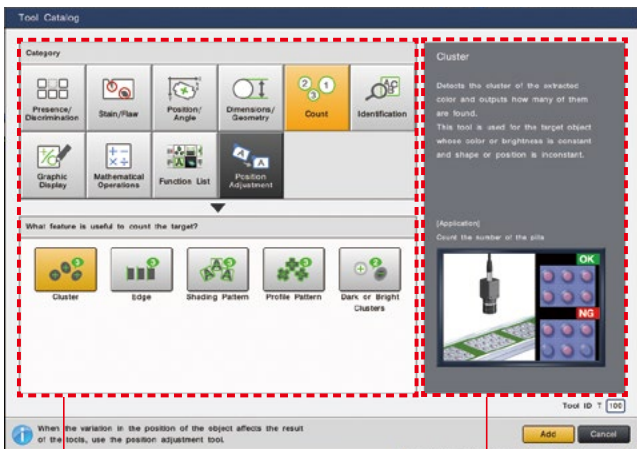 Tool Catalog
Category
Presence/
Discrimination
Stain/Flaw
Position/
Angle
Dimensions/
Geometry
Count
Identification
Graphic
Display
Mathematical
Operations
Function List
Position
Adjustment
What feature is useful to count the target?
Cluster
Edge
Shading Pattern
Profile Pattern
Dark or Bright
Clusters
Cluster
Detects the cluster of the extracted
color and outputs how many of them
are found.
This tool is used for the target object
whose color or brightness is constant
and shape or position is inconstant.
[Application]
Count the number of the pills
OK
NG
Tool ID T 100
When the variation in the position of the object affects the result
of the tools, use the position adjustment tool.
Add
Cancel